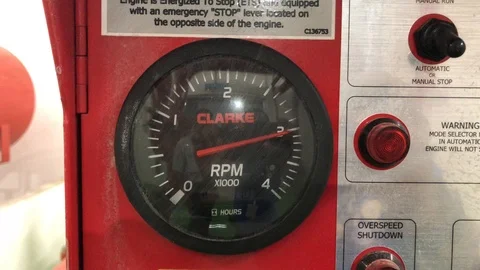 Engine is Energized To Stop (ETS) and equipped
with an emergency "STOP" lever located on
the opposite side of the engine.
C136753
MANUAL RUN
AUTOMATIC
OR
MANUAL STOP
WARNING
MODE SELECTOR
IN AUTOMATIC
ENGINE WILL NOT S
OVERSPEED
SHUTDOWN
0
1
2
3
4
CLARKE
RPM
X1000
HOURS